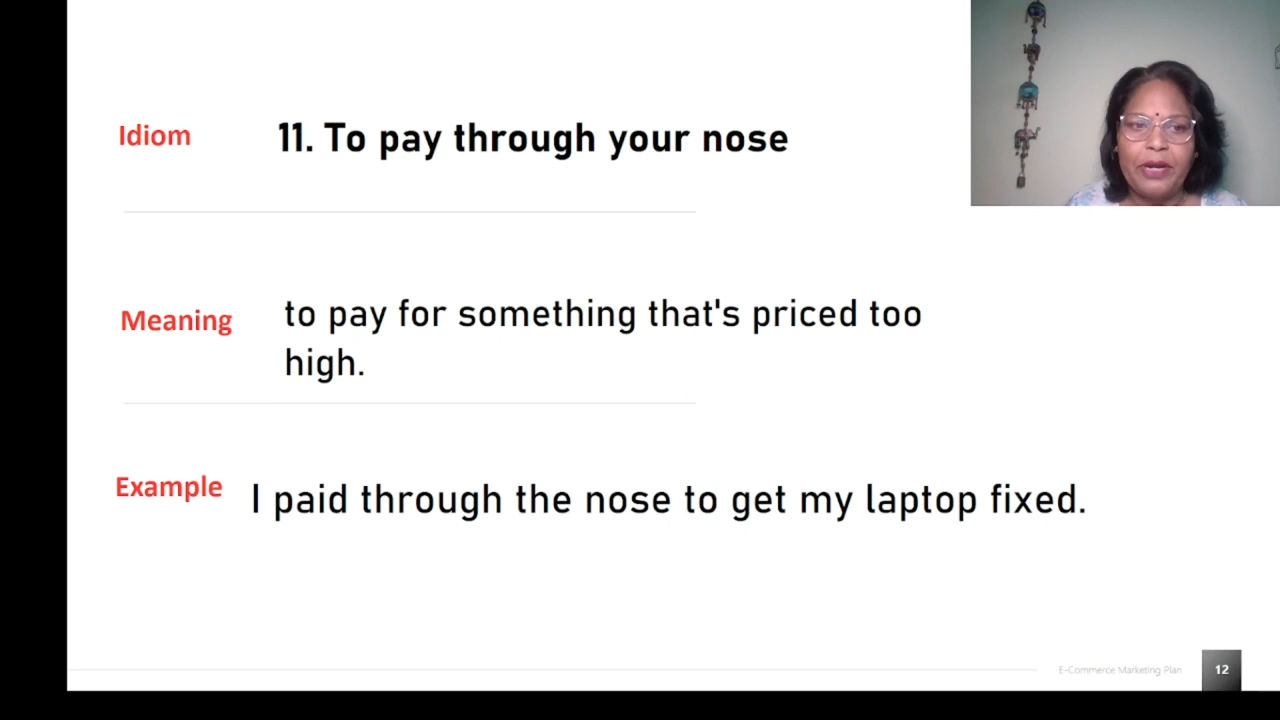 Idiom
11. To pay through your nose
Meaning
to pay for something that's priced too
high.
Example
I paid through the nose to get my laptop fixed.
E-Commerce Marketing Plan
12